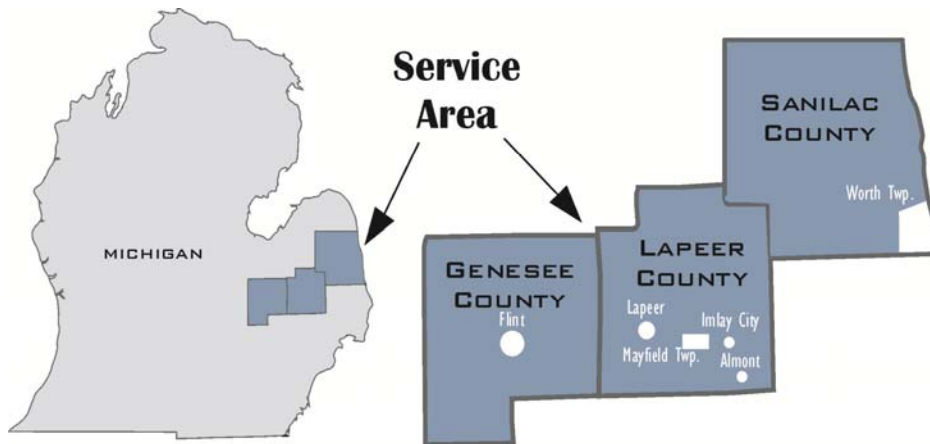 Service
Area
MICHIGAN
SANILAC
COUNTY
Worth Twp.
GENESEE
COUNTY
Flint
LAPEER
COUNTY
Lapeer
Imlay City
Mayfield Twp.
Almont